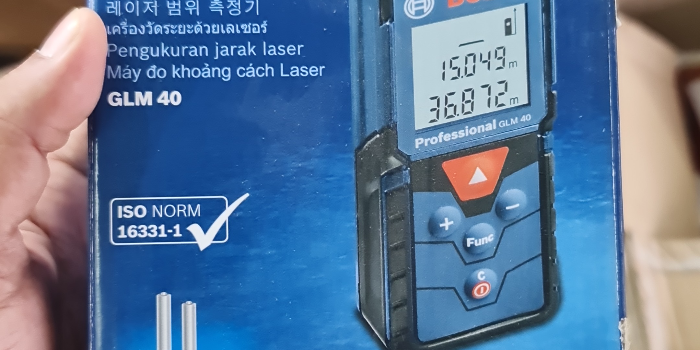 레이저 범위 측정기
เครื่องวัดระยะด้วยเลเซอร์
Pengukuran jarak laser
Máy đo khoảng cách Laser
GLM 40
ISO NORM
16331-1
15.049m
36.872m
Professional GLM 40
+
−
Func
C